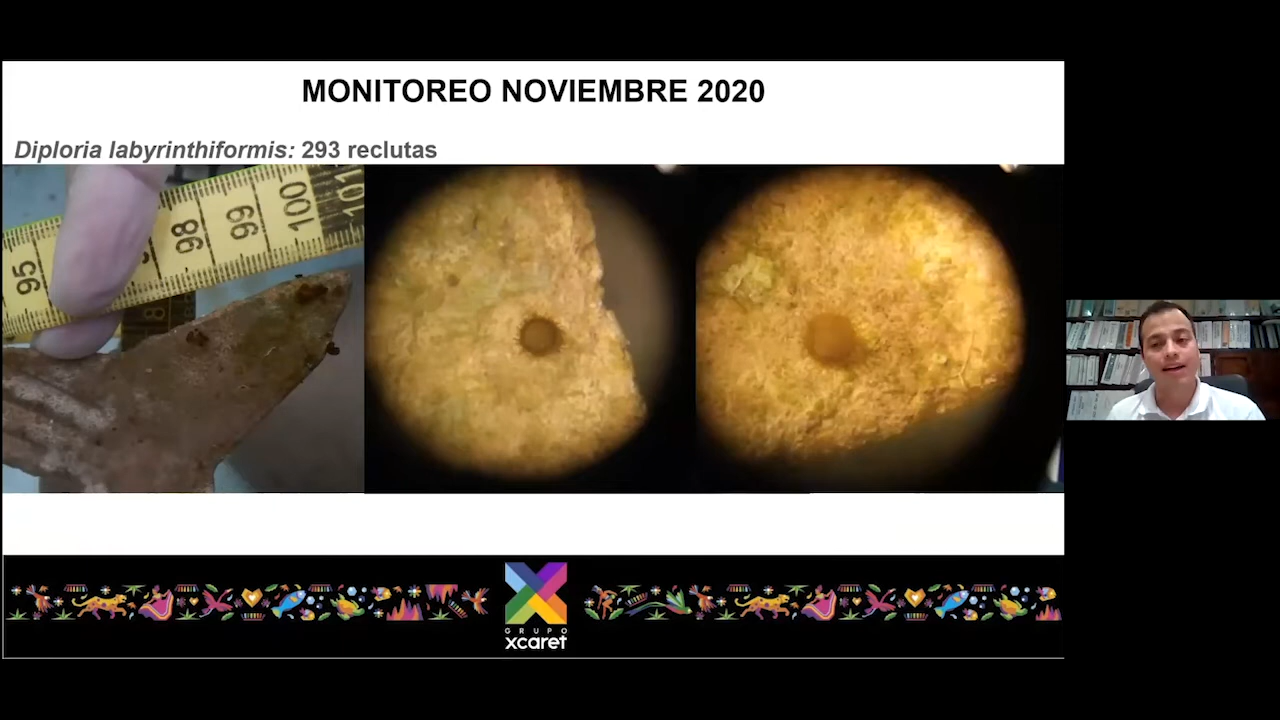 MONITOREO NOVIEMBRE 2020
Diploria labyrinthiformis: 293 reclutas
95 98 99 100 101
GRUPO
xcaret